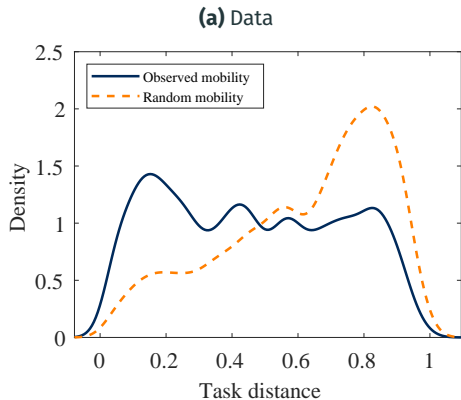 (a) Data
2.5
2
1.5
1
0.5
0
Density
Observed mobility
Random mobility
0 0.2 0.4 0.6 0.8 1
Task distance